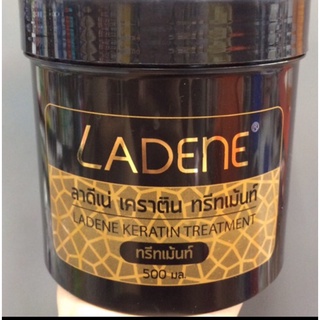 LADENE®
ลาดีเน่ เคราติน ทรีทเม้นท์
LADENE KERATIN TREATMENT
ทรีทเม้นท์
500 มล.